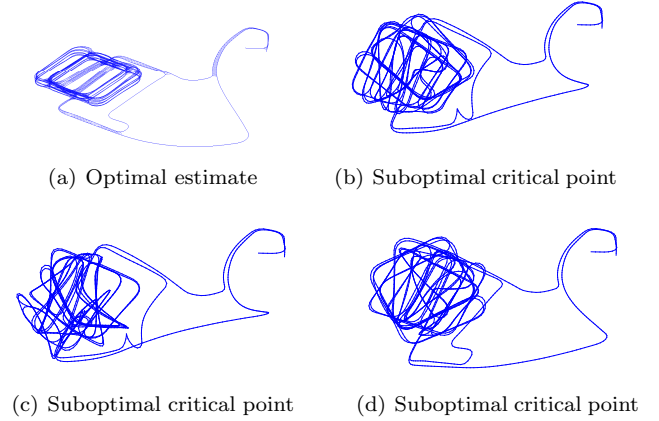 (a) Optimal estimate
(b) Suboptimal critical point
(c) Suboptimal critical point
(d) Suboptimal critical point